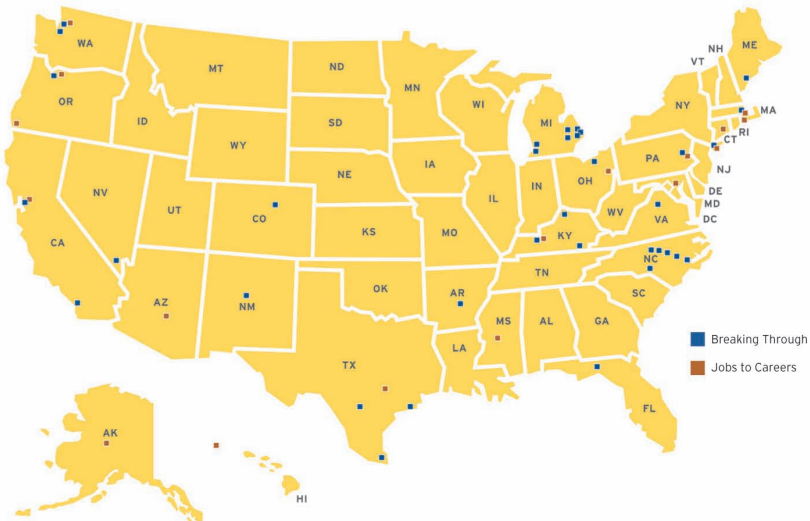 WA
MT
ND
MN
OR
ID
SD
WI
MI
VT
NH
ME
NY
MA
RI
CT
WY
IA
NE
PA
NJ
NV
UT
CO
IL
IN
OH
DE
MD
DC
WV
VA
CA
KS
MO
KY
NC
TN
AZ
NM
OK
AR
SC
MS
AL
GA
LA
TX
FL
Breaking Through
Jobs to Careers
AK
HI